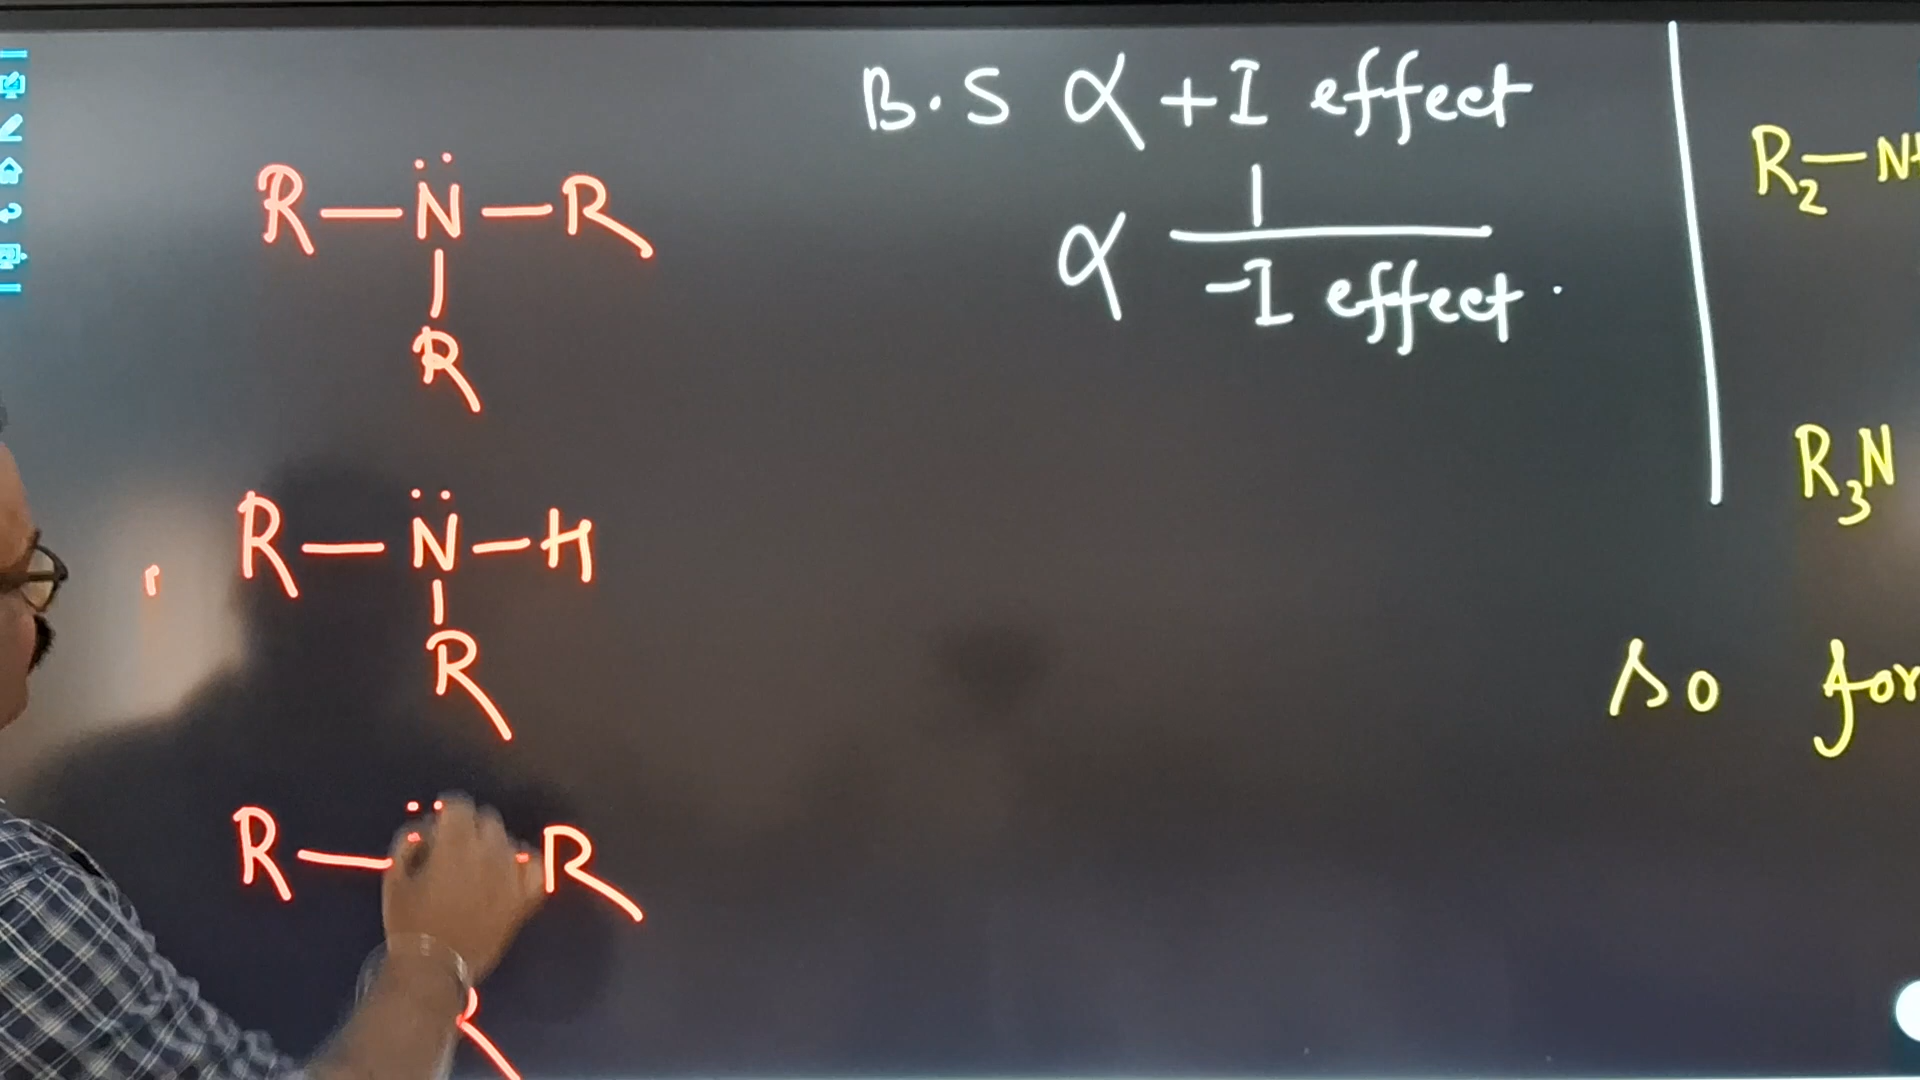 B.S ∝ +I effect
∝ 1
-I effect.
R—N̈—R
|
R
R—N̈—H
|
R
R— —R
R
R₂—N
R₃N
so for